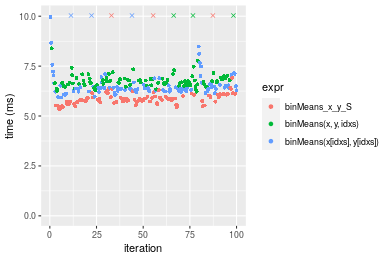 10.0
7.5
5.0
2.5
0.0
time (ms)
0
25
50
75
100
iteration
expr
binMeans_x_y_S
binMeans(x, y, idxs)
binMeans(x[idxs], y[idxs])